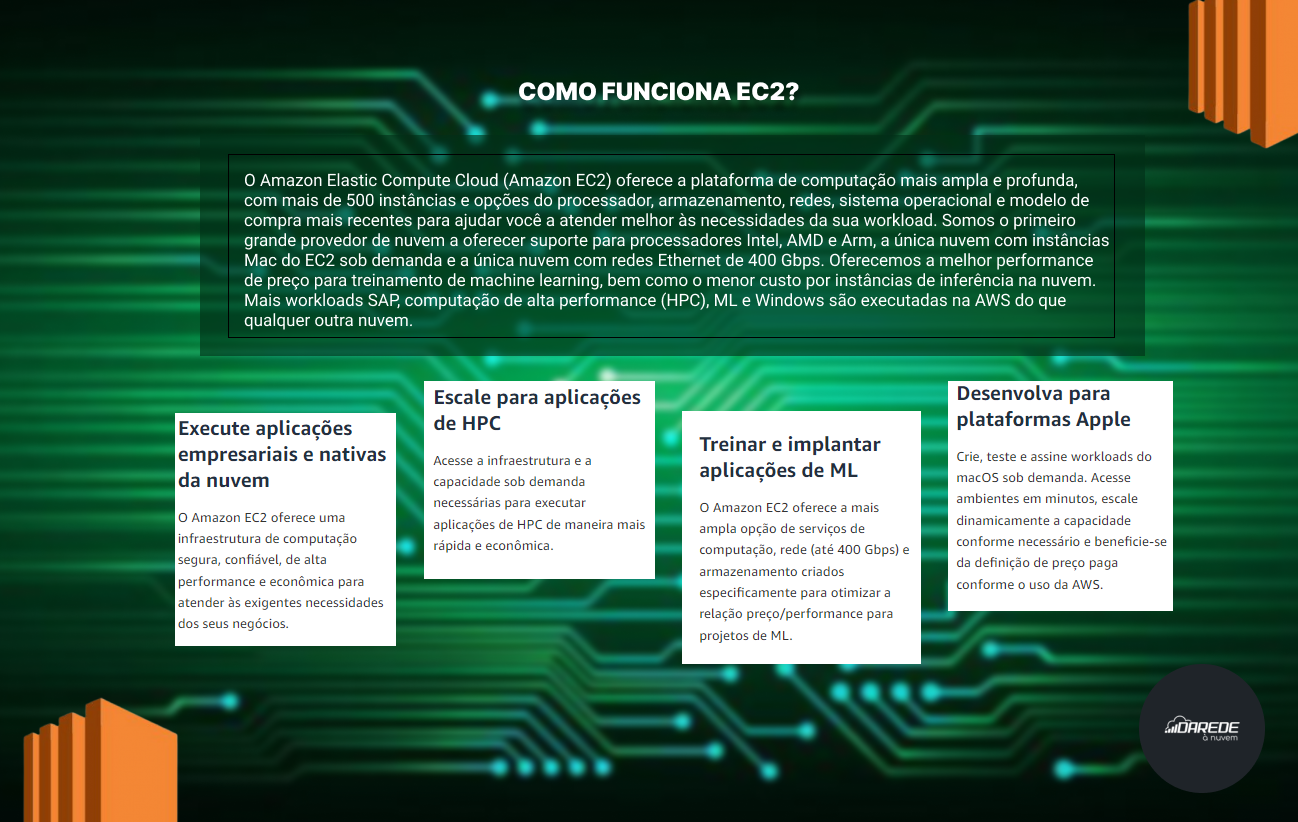 COMO FUNCIONA EC2?
O Amazon Elastic Compute Cloud (Amazon EC2) oferece a plataforma de computação mais ampla e profunda,
com mais de 500 instâncias e opções do processador, armazenamento, redes, sistema operacional e modelo de
compra mais recentes para ajudar você a atender melhor às necessidades da sua workload. Somos o primeiro
grande provedor de nuvem a oferecer suporte para processadores Intel, AMD e Arm, a única nuvem com instâncias
Mac do EC2 sob demanda e a única nuvem com redes Ethernet de 400 Gbps. Oferecemos a melhor performance
de preço para treinamento de machine learning, bem como o menor custo por instâncias de inferência na nuvem.
Mais workloads SAP, computação de alta performance (HPC), ML e Windows são executadas na AWS do que
qualquer outra nuvem.
Execute aplicações
empresariais e nativas
da nuvem
O Amazon EC2 oferece uma
infraestrutura de computação
segura, confiável, de alta
performance e econômica para
atender às exigentes necessidades
dos seus negócios.
Escale para aplicações
de HPC
Acesse a infraestrutura e a
capacidade sob demanda
necessárias para executar
aplicações de HPC de maneira mais
rápida e econômica.
Treinar e implantar
aplicações de ML
O Amazon EC2 oferece a mais
ampla opção de serviços de
computação, rede (até 400 Gbps) e
armazenamento criados
especificamente para otimizar a
relação preço/performance para
projetos de ML.
Desenvolva para
plataformas Apple
Crie, teste e assine workloads do
macOS sob demanda. Acesse
ambientes em minutos, escale
dinamicamente a capacidade
conforme necessário e beneficie-se
da definição de preço paga
conforme o uso da AWS.
DAREDE
à nuvem